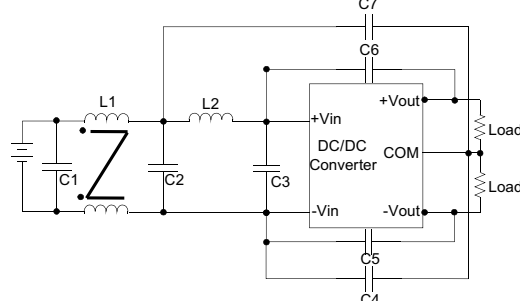 C7
C6
L1
L2
+Vin
+Vout
DC/DC
Converter
COM
Load
C1
C2
C3
Load
-Vin
-Vout
C5
C4